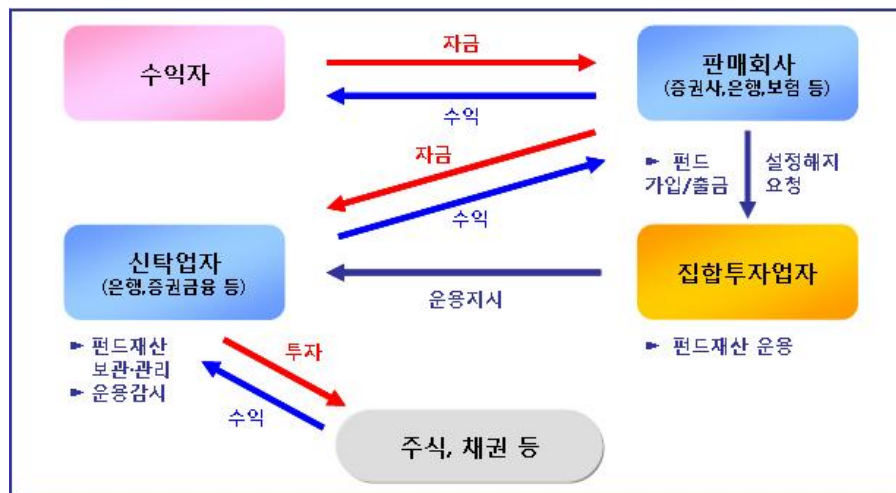 수익자
자금
수익
판매회사
(증권사,은행,보험 등)
자금
수익
► 펀드
가입/출금
설정해지
요청
신탁업자
(은행,증권금융 등)
운용지시
집합투자업자
► 펀드재산
보관·관리
► 운용감시
투자
수익
► 펀드재산 운용
주식, 채권 등